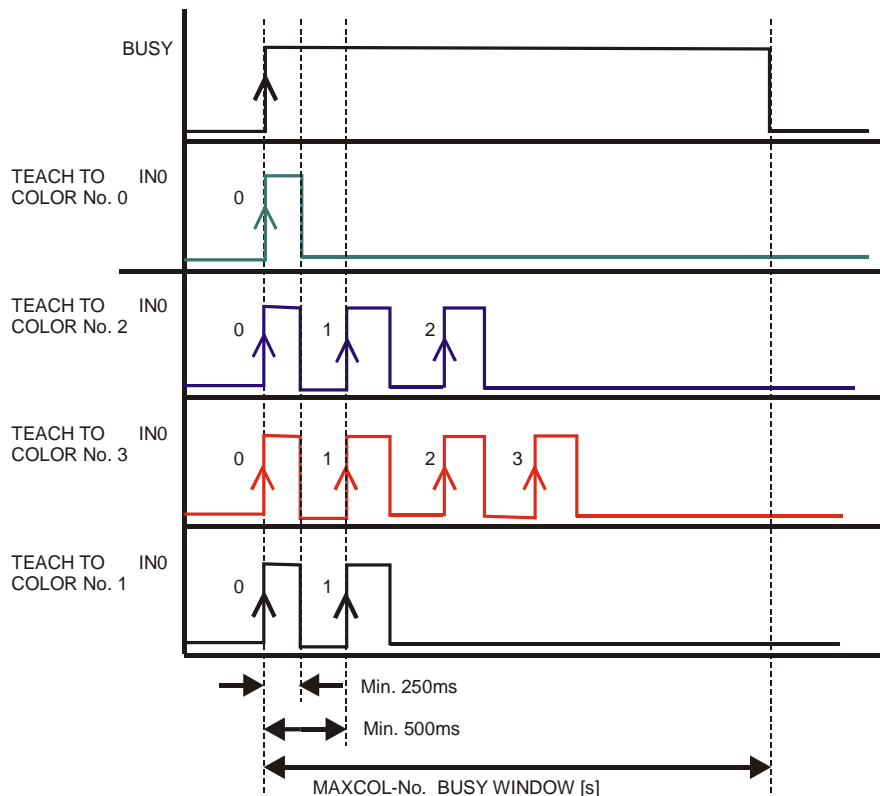 BUSY
TEACH TO IN0
COLOR No. 0
0
TEACH TO IN0
COLOR No. 2
0 1 2
TEACH TO IN0
COLOR No. 3
0 1 2 3
TEACH TO IN0
COLOR No. 1
0 1
Min. 250ms
Min. 500ms
MAXCOL-No. BUSY WINDOW [s]